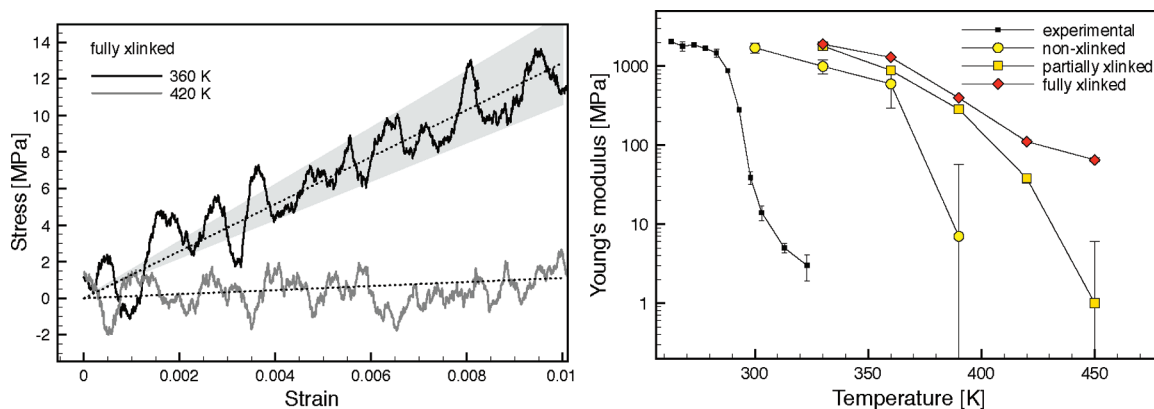 14
12
10
8
6
4
2
0
-2
Stress [MPa]
fully xlinked
360 K
420 K
0
0.002
0.004
0.006
0.008
0.01
Strain
1000
100
10
1
Young's modulus [MPa]
experimental
non-xlinked
partially xlinked
fully xlinked
300
350
400
450
Temperature [K]